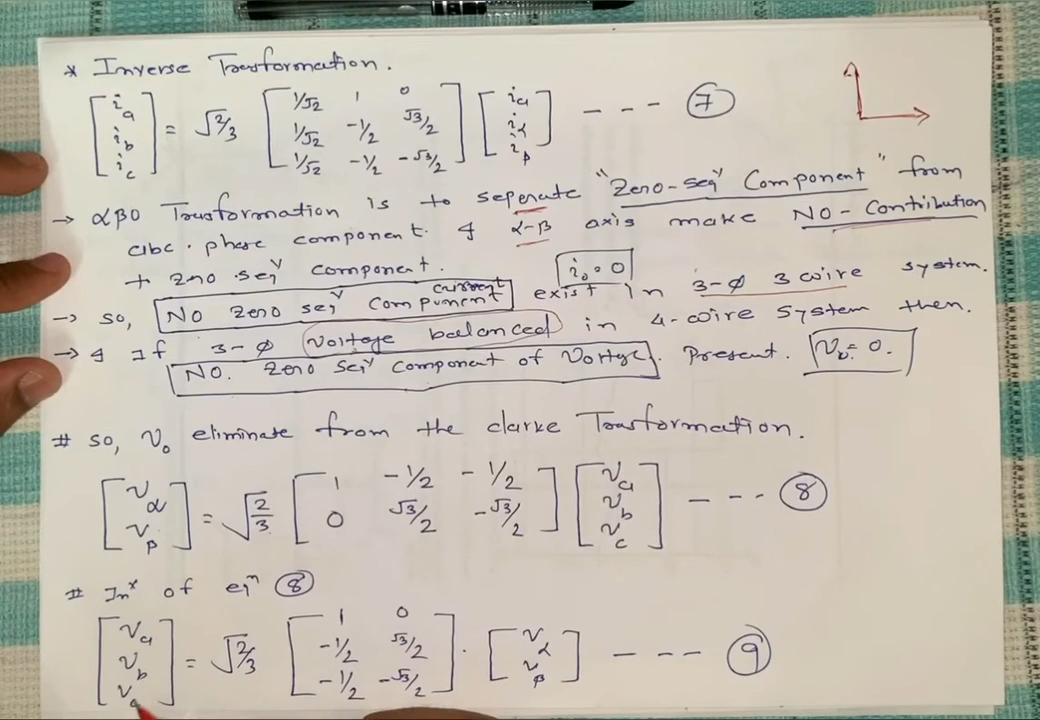 * Inverse Trasformation.
[ia ib ic] = √2/3 [1/√2 1 0 1/√2 -1/2 √3/2 1/√2 -1/2 -√3/2] [ia iα iβ] --- ⑦
→ αβ0 Trasformation is to seperate "Zero-seqⁿ Component" from
abc. phase component. & α-β axis make NO-Contribution
+ zero seqⁿ component. i₀=0
→ so, NO zero seqⁿ current component exist in 3-Φ 3 wire system.
→ & If 3-Φ Voltage balanced in 4-wire system then.
NO. Zero seqⁿ component of Voltage. Present. V₀=0.
# so, V₀ eliminate from the clarke Trasformation.
[Vα Vβ] = √2/3 [1 -1/2 -1/2 0 √3/2 -√3/2] [Va Vb Vc] --- ⑧
# Inˣ of eqⁿ ⑧
[Va Vb Vc] = √2/3 [1 0 -1/2 √3/2 -1/2 -√3/2] . [Vα Vβ] --- ⑨